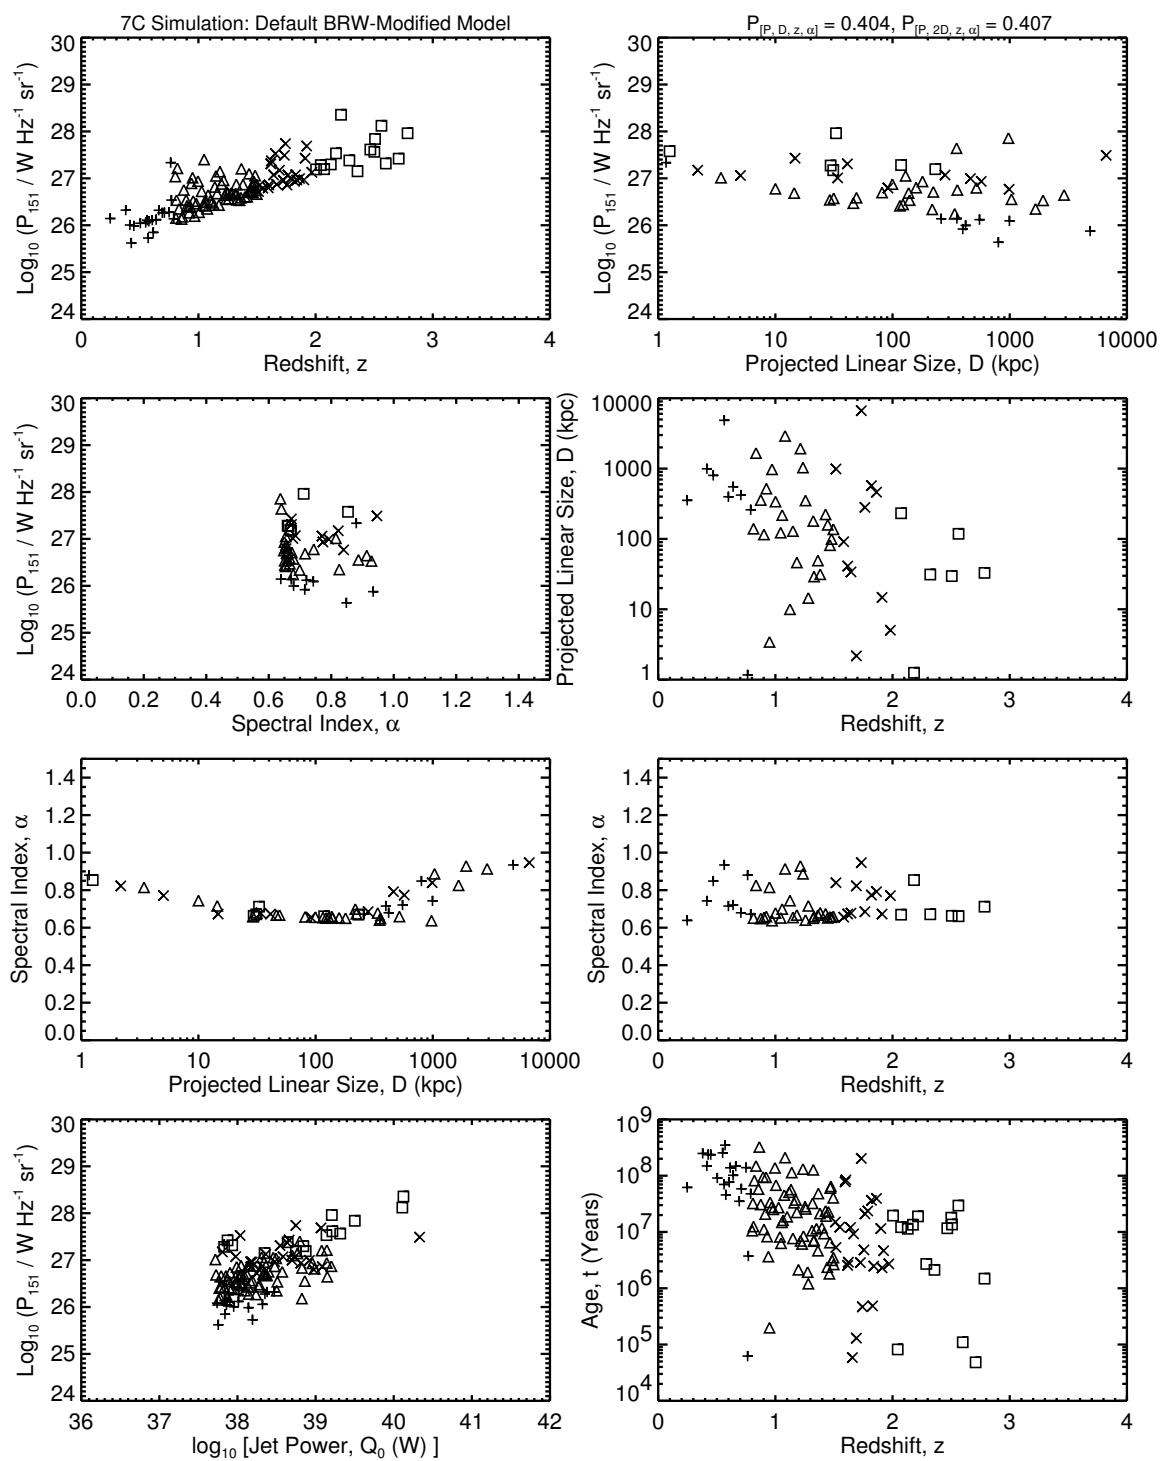 7C Simulation: Default BRW-Modified Model
P[P, D, z, α] = 0.404, P[P, 2D, z, α] = 0.407
30
29
28
27
26
25
24
Log10 (P151 / W Hz-1 sr-1)
0 1 2 3 4
Redshift, z
30
29
28
27
26
25
24
Log10 (P151 / W Hz-1 sr-1)
1 10 100 1000 10000
Projected Linear Size, D (kpc)
30
29
28
27
26
25
24
Log10 (P151 / W Hz-1 sr-1)
0.0 0.2 0.4 0.6 0.8 1.0 1.2 1.4
Spectral Index, α
10000
1000
100
10
1
Projected Linear Size, D (kpc)
0 1 2 3 4
Redshift, z
1.4
1.2
1.0
0.8
0.6
0.4
0.2
0.0
Spectral Index, α
1 10 100 1000 10000
Projected Linear Size, D (kpc)
1.4
1.2
1.0
0.8
0.6
0.4
0.2
0.0
Spectral Index, α
0 1 2 3 4
Redshift, z
30
29
28
27
26
25
24
Log10 (P151 / W Hz-1 sr-1)
36 37 38 39 40 41 42
log10 [Jet Power, Q0 (W) ]
10^9
10^8
10^7
10^6
10^5
10^4
Age, t (Years)
0 1 2 3 4
Redshift, z